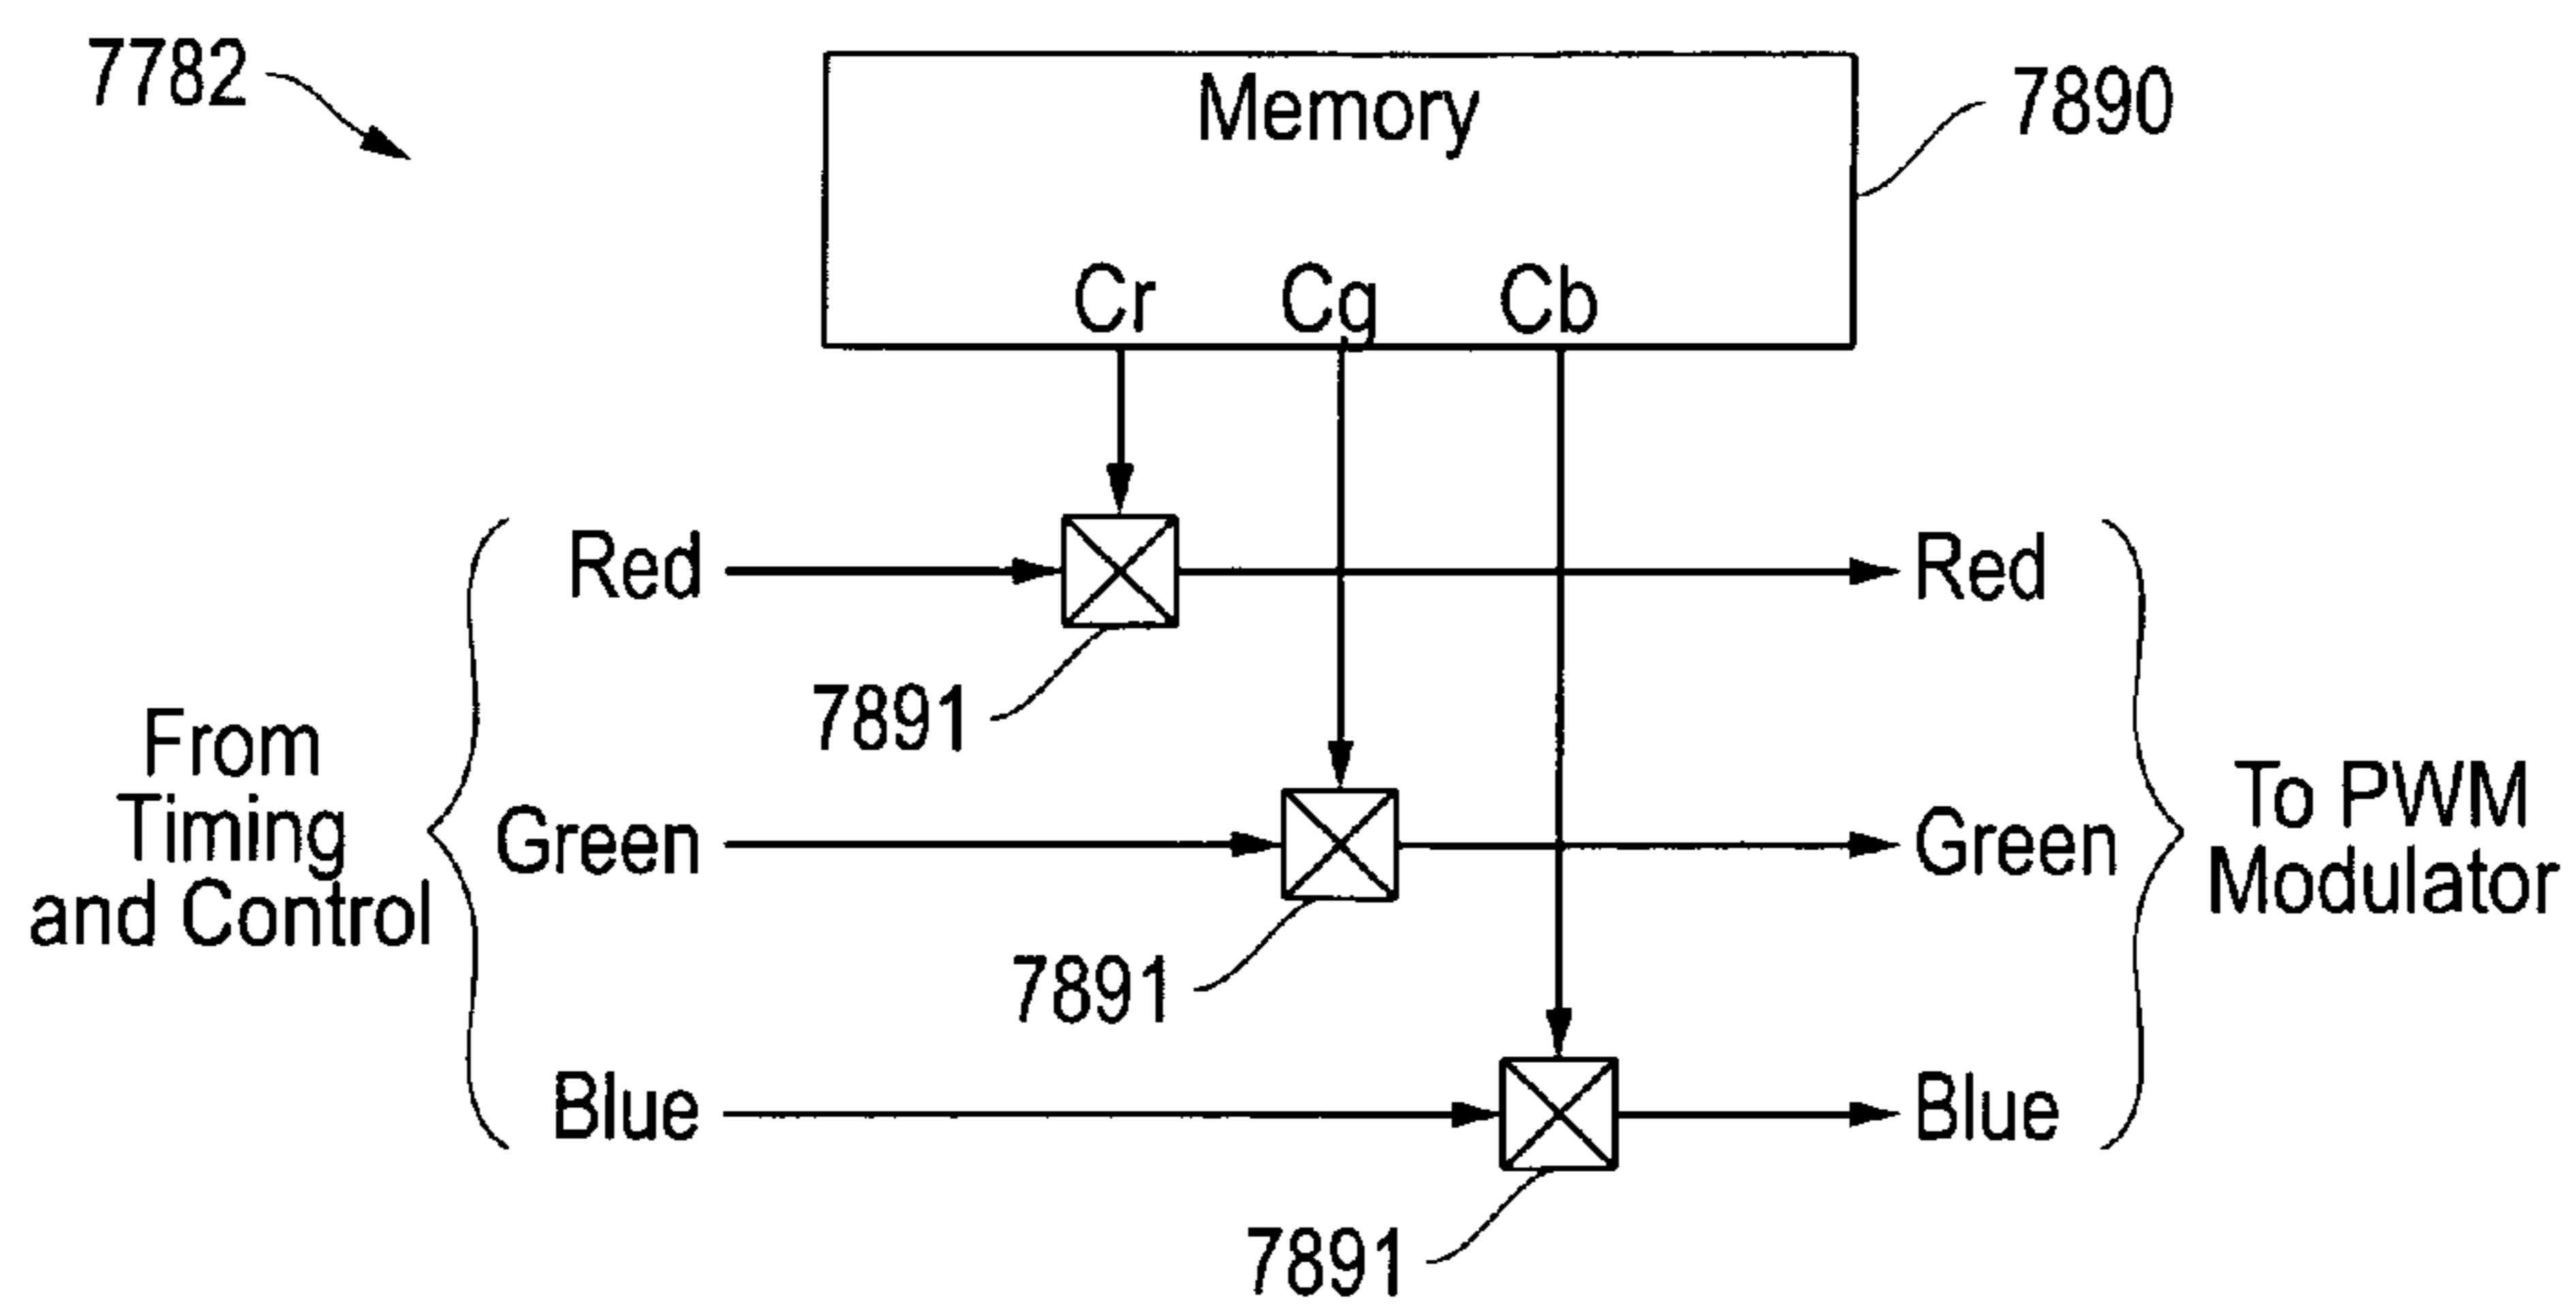 7782
Memory
7890
Cr Cg Cb
Red
Red
7891
From
Timing
and Control
To PWM
Modulator
Green
Green
7891
Blue
Blue
7891